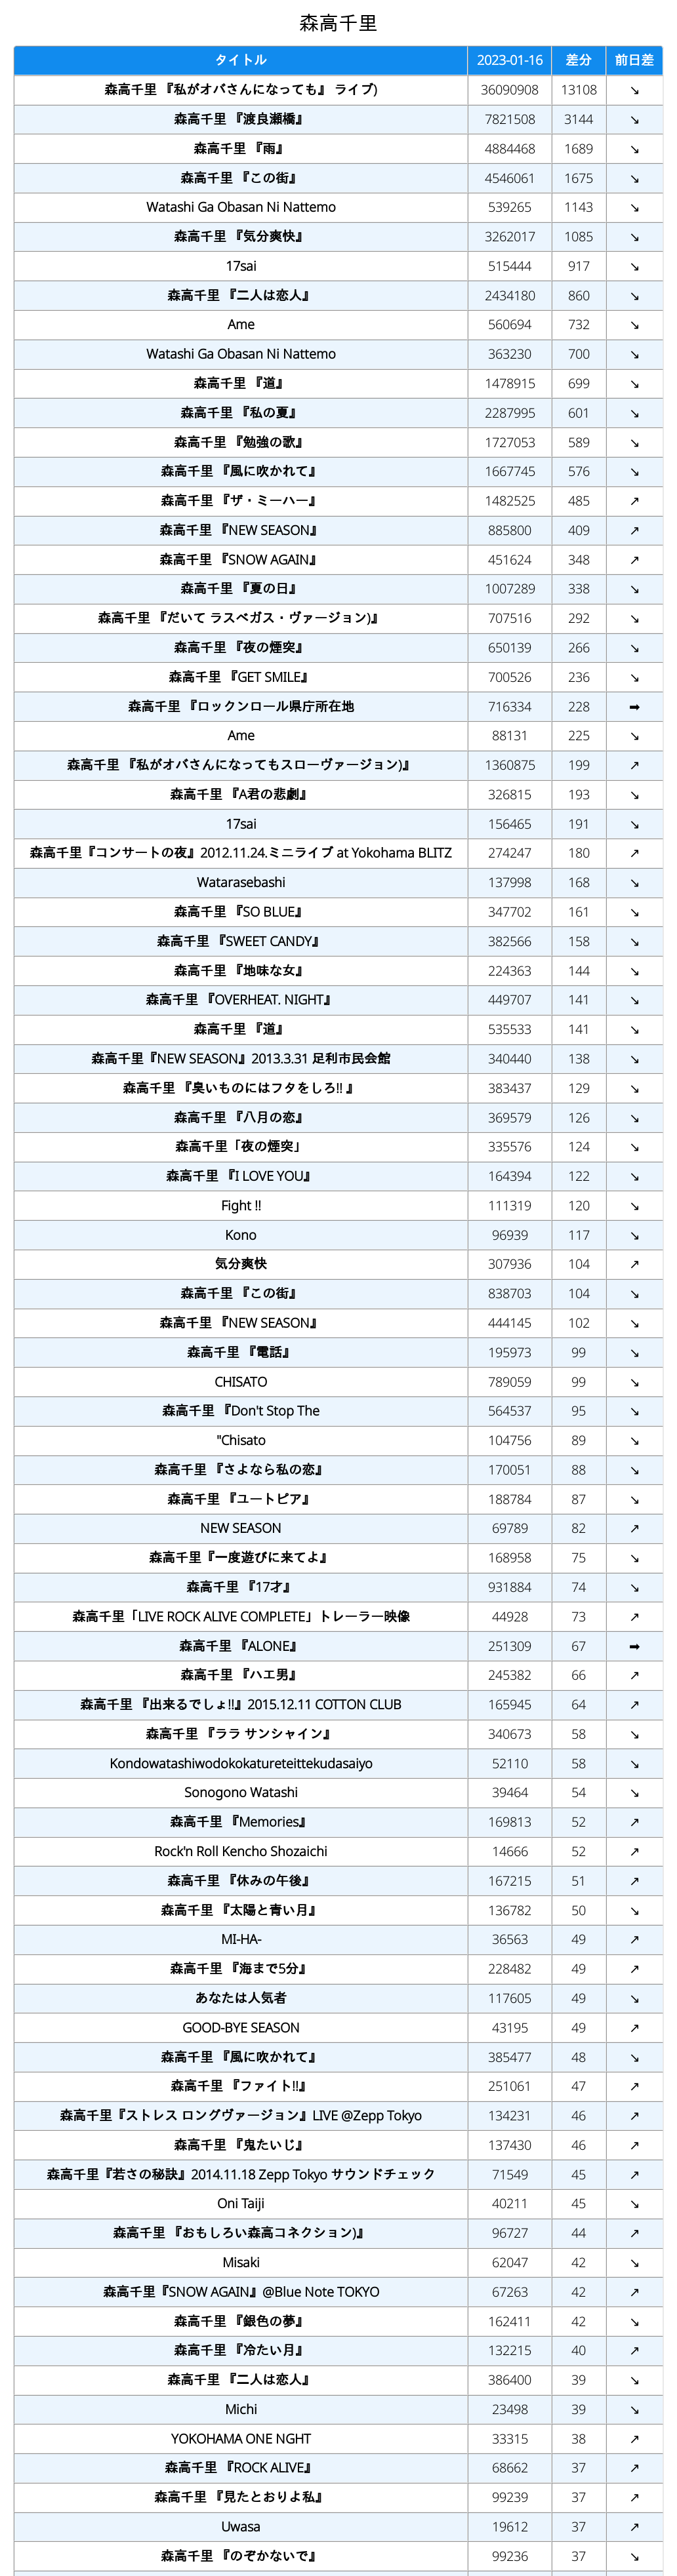 森高千里
タイトル 2023-01-16 差分 前日差
森高千里 『私がオバさんになっても』 ライブ) 36090908 13108 ↘
森高千里 『渡良瀬橋』 7821508 3144 ↘
森高千里 『雨』 4884468 1689 ↘
森高千里 『この街』 4546061 1675 ↘
Watashi Ga Obasan Ni Nattemo 539265 1143 ↘
森高千里 『気分爽快』 3262017 1085 ↘
17sai 515444 917 ↘
森高千里 『二人は恋人』 2434180 860 ↘
Ame 560694 732 ↘
Watashi Ga Obasan Ni Nattemo 363230 700 ↘
森高千里 『道』 1478915 699 ↘
森高千里 『私の夏』 2287995 601 ↘
森高千里 『勉強の歌』 1727053 589 ↘
森高千里 『風に吹かれて』 1667745 576 ↘
森高千里 『ザ・ミーハー』 1482525 485 ↗
森高千里 『NEW SEASON』 885800 409 ↗
森高千里 『SNOW AGAIN』 451624 348 ↗
森高千里 『夏の日』 1007289 338 ↘
森高千里 『だいて ラスベガス・ヴァージョン)』 707516 292 ↘
森高千里 『夜の煙突』 650139 266 ↘
森高千里 『GET SMILE』 700526 236 ↘
森高千里 『ロックンロール県庁所在地 716334 228 ➡
Ame 88131 225 ↘
森高千里 『私がオバさんになってもスローヴァージョン)』 1360875 199 ↗
森高千里 『A君の悲劇』 326815 193 ↘
17sai 156465 191 ↘
森高千里『コンサートの夜』2012.11.24.ミニライブ at Yokohama BLITZ 274247 180 ↗
Watarasebashi 137998 168 ↘
森高千里 『SO BLUE』 347702 161 ↘
森高千里 『SWEET CANDY』 382566 158 ↘
森高千里 『地味な女』 224363 144 ↘
森高千里 『OVERHEAT. NIGHT』 449707 141 ↘
森高千里 『道』 535533 141 ↘
森高千里『NEW SEASON』2013.3.31 足利市民会館 340440 138 ↘
森高千里 『臭いものにはフタをしろ!! 』 383437 129 ↘
森高千里 『八月の恋』 369579 126 ↘
森高千里「夜の煙突」 335576 124 ↘
森高千里 『I LOVE YOU』 164394 122 ↘
Fight !! 111319 120 ↘
Kono 96939 117 ↘
気分爽快 307936 104 ↗
森高千里 『この街』 838703 104 ↘
森高千里 『NEW SEASON』 444145 102 ↘
森高千里 『電話』 195973 99 ↘
CHISATO 789059 99 ↘
森高千里 『Don't Stop The 564537 95 ↘
"Chisato 104756 89 ↘
森高千里 『さよなら私の恋』 170051 88 ↘
森高千里 『ユートピア』 188784 87 ↘
NEW SEASON 69789 82 ↗
森高千里『一度遊びに来てよ』 168958 75 ↘
森高千里 『17才』 931884 74 ↘
森高千里「LIVE ROCK ALIVE COMPLETE」トレーラー映像 44928 73 ↗
森高千里 『ALONE』 251309 67 ➡
森高千里 『ハエ男』 245382 66 ↗
森高千里 『出来るでしょ!!』2015.12.11 COTTON CLUB 165945 64 ↗
森高千里 『ララ サンシャイン』 340673 58 ↘
Kondowatashiwodokokatureteittekudasaiyo 52110 58 ↘
Sonogono Watashi 39464 54 ↘
森高千里 『Memories』 169813 52 ↗
Rock'n Roll Kencho Shozaichi 14666 52 ↗
森高千里 『休みの午後』 167215 51 ↗
森高千里 『太陽と青い月』 136782 50 ↘
MI-HA- 36563 49 ↗
森高千里 『海まで5分』 228482 49 ↗
あなたは人気者 117605 49 ↘
GOOD-BYE SEASON 43195 49 ↗
森高千里 『風に吹かれて』 385477 48 ↘
森高千里 『ファイト!!』 251061 47 ↗
森高千里『ストレス ロングヴァージョン』LIVE @Zepp Tokyo 134231 46 ↗
森高千里 『鬼たいじ』 137430 46 ↗
森高千里『若さの秘訣』2014.11.18 Zepp Tokyo サウンドチェック 71549 45 ↗
Oni Taiji 40211 45 ↘
森高千里 『おもしろい森高コネクション)』 96727 44 ↗
Misaki 62047 42 ↘
森高千里『SNOW AGAIN』@Blue Note TOKYO 67263 42 ↗
森高千里 『銀色の夢』 162411 42 ↘
森高千里 『冷たい月』 132215 40 ↗
森高千里 『二人は恋人』 386400 39 ↘
Michi 23498 39 ↘
YOKOHAMA ONE NGHT 33315 38 ↗
森高千里 『ROCK ALIVE』 68662 37 ↗
森高千里 『見たとおりよ私』 99239 37 ↗
Uwasa 19612 37 ↗
森高千里 『のぞかないで』 99236 37 ↘